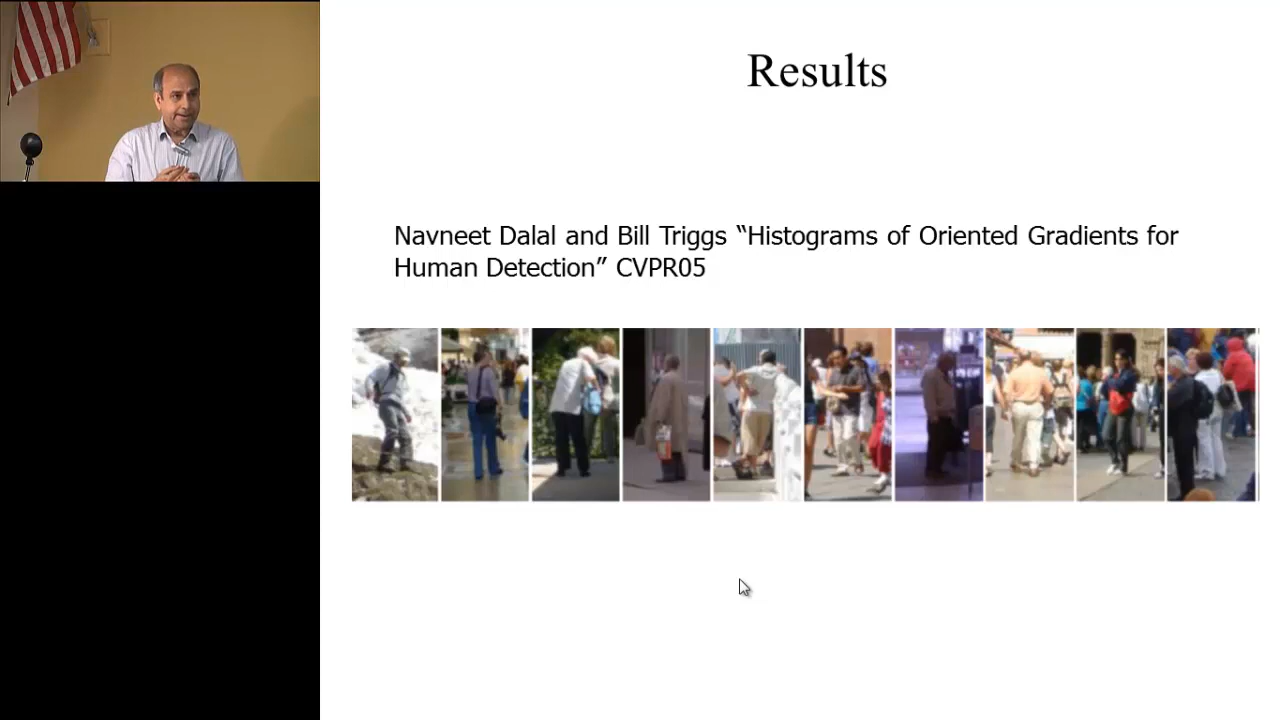 Results
Navneet Dalal and Bill Triggs “Histograms of Oriented Gradients for
Human Detection” CVPR05